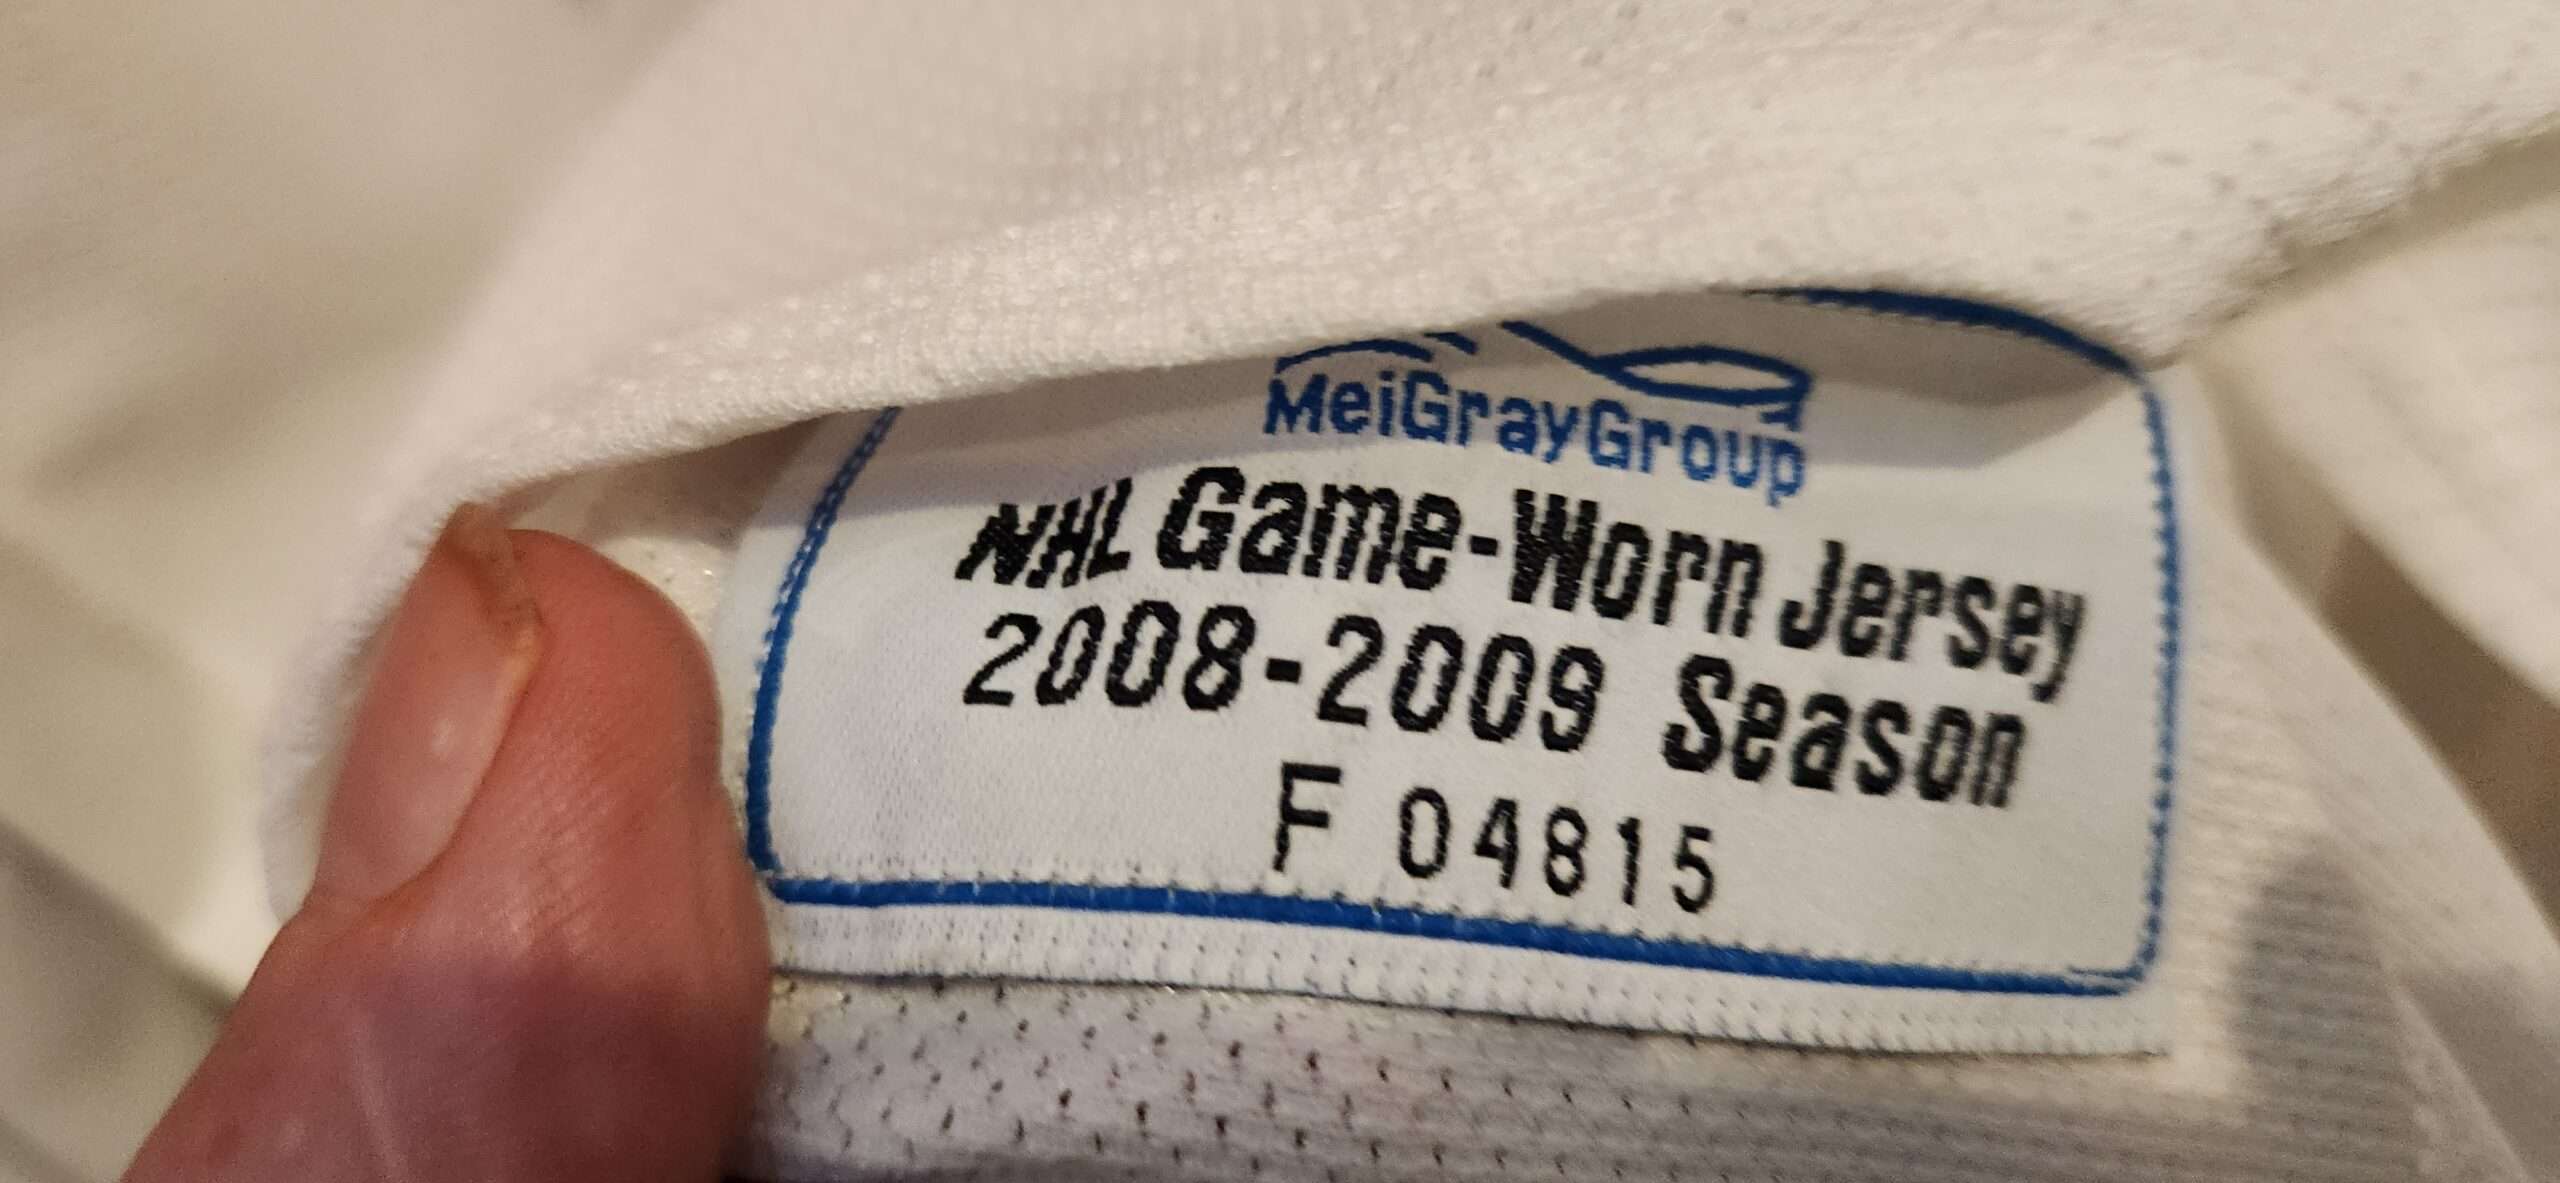 MeiGrayGroup
NHL Game-Worn Jersey
2008-2009 Season
F 04815